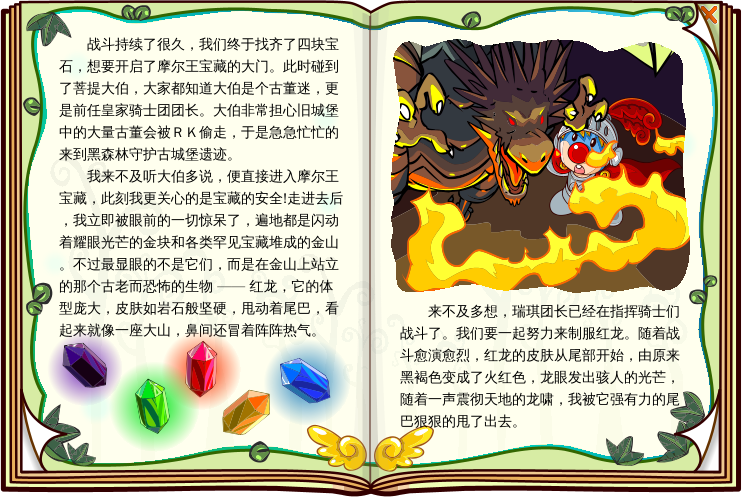 战斗持续了很久，我们终于找齐了四块宝
石，想要开启了摩尔王宝藏的大门。此时碰到
了菩提大伯，大家都知道大伯是个古董迷，更
是前任皇家骑士团团长。大伯非常担心旧城堡
中的大量古董会被ＲＫ偷走，于是急急忙忙的
来到黑森林守护古城堡遗迹。
我来不及听大伯多说，便直接进入摩尔王
宝藏，此刻我更关心的是宝藏的安全!走进去后
，我立即被眼前的一切惊呆了，遍地都是闪动
着耀眼光芒的金块和各类罕见宝藏堆成的金山
。不过最显眼的不是它们，而是在金山上站立
的那个古老而恐怖的生物 —— 红龙，它的体
型庞大，皮肤如岩石般坚硬，甩动着尾巴，看
起来就像一座大山，鼻间还冒着阵阵热气。
来不及多想，瑞琪团长已经在指挥骑士们
战斗了。我们要一起努力来制服红龙。随着战
斗愈演愈烈，红龙的皮肤从尾部开始，由原来
黑褐色变成了火红色，龙眼发出骇人的光芒，
随着一声震彻天地的龙啸，我被它强有力的尾
巴狠狠的甩了出去。